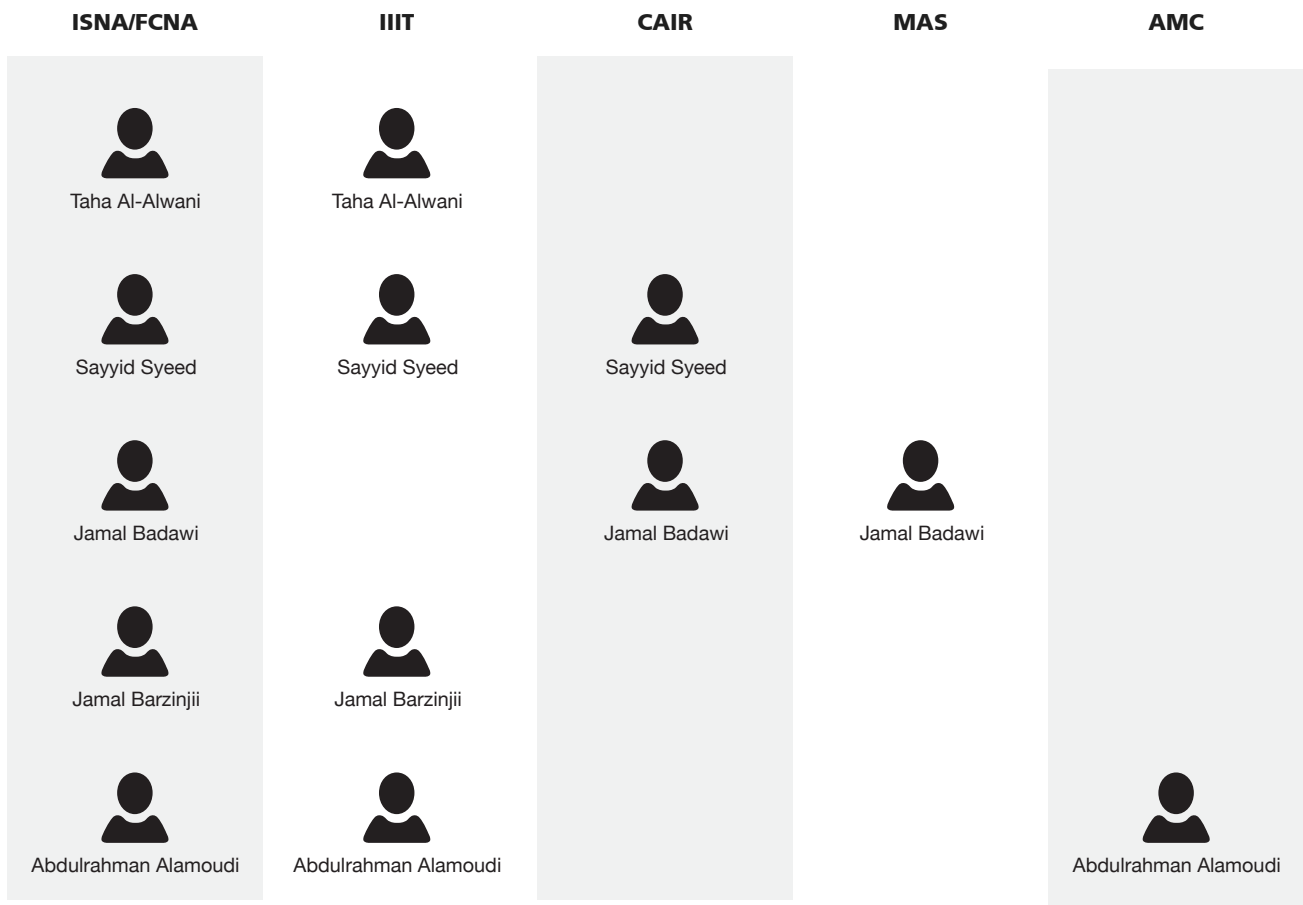 ISNA/FCNA IIIT CAIR MAS AMC
Taha Al-Alwani Taha Al-Alwani
Sayyid Syeed Sayyid Syeed Sayyid Syeed
Jamal Badawi Jamal Badawi Jamal Badawi
Jamal Barzinjii Jamal Barzinjii
Abdulrahman Alamoudi Abdulrahman Alamoudi Abdulrahman Alamoudi